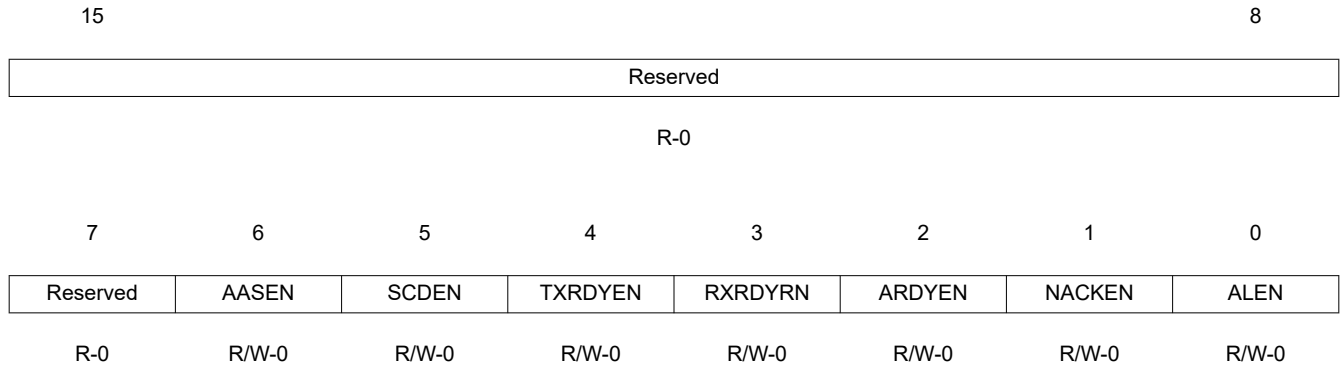 15 8
Reserved
R-0
7 6 5 4 3 2 1 0
Reserved AASEN SCDEN TXRDYEN RXRDYRN ARDYEN NACKEN ALEN
R-0 R/W-0 R/W-0 R/W-0 R/W-0 R/W-0 R/W-0 R/W-0